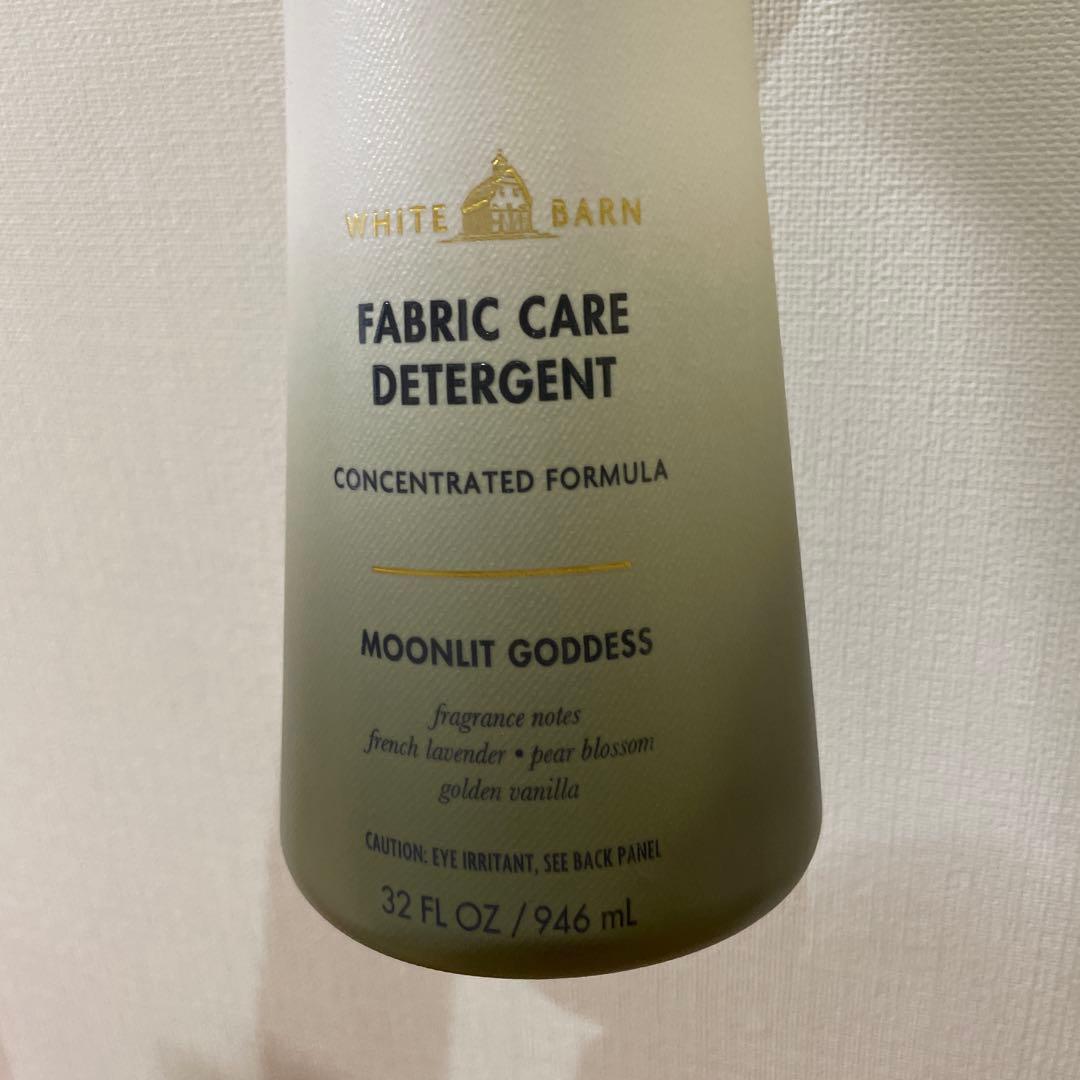 WHITE BARN
FABRIC CARE
DETERGENT
CONCENTRATED FORMULA
MOONLIT GODDESS
fragrance notes
french lavender • pear blossom
golden vanilla
CAUTION: EYE IRRITANT, SEE BACK PANEL
32 FL OZ / 946 mL